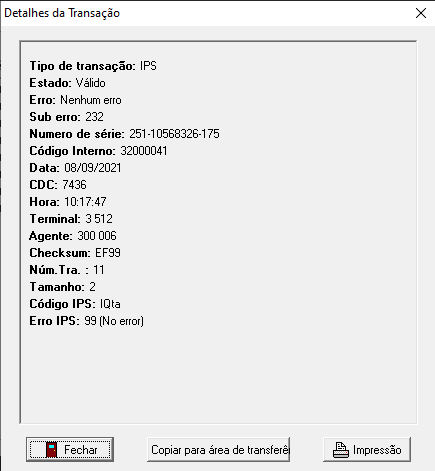 Detalhes da Transação
Tipo de transação: IPS
Estado: Válido
Erro: Nenhum erro
Sub erro: 232
Numero de série: 251-10568326-175
Código Interno: 32000041
Data: 08/09/2021
CDC: 7436
Hora: 10:17:47
Terminal: 3 512
Agente: 300 006
Checksum: EF99
Núm.Tra. : 11
Tamanho: 2
Código IPS: IQta
Erro IPS: 99 (No error)
Fechar
Copiar para área de transferê
Impressão